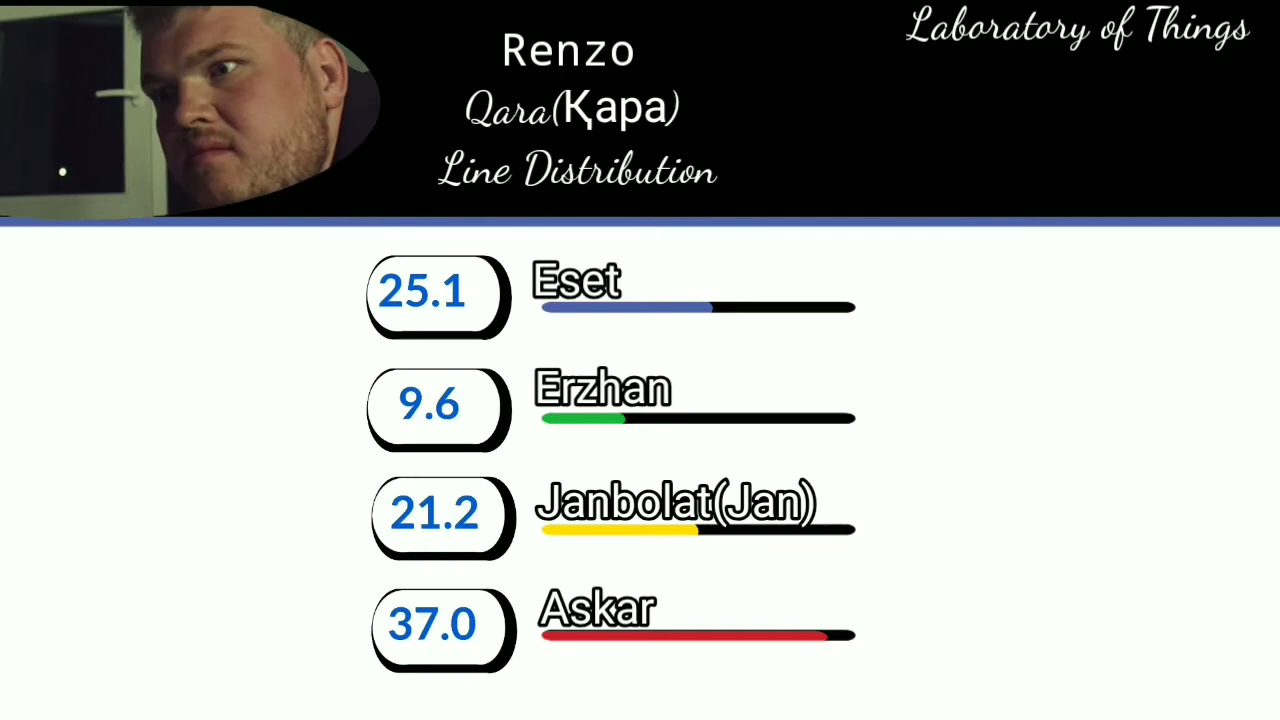 Laboratory of Things
Renzo
Qara(Қара)
Line Distribution
25.1 Eset
9.6 Erzhan
21.2 Janbolat(Jan)
37.0 Askar